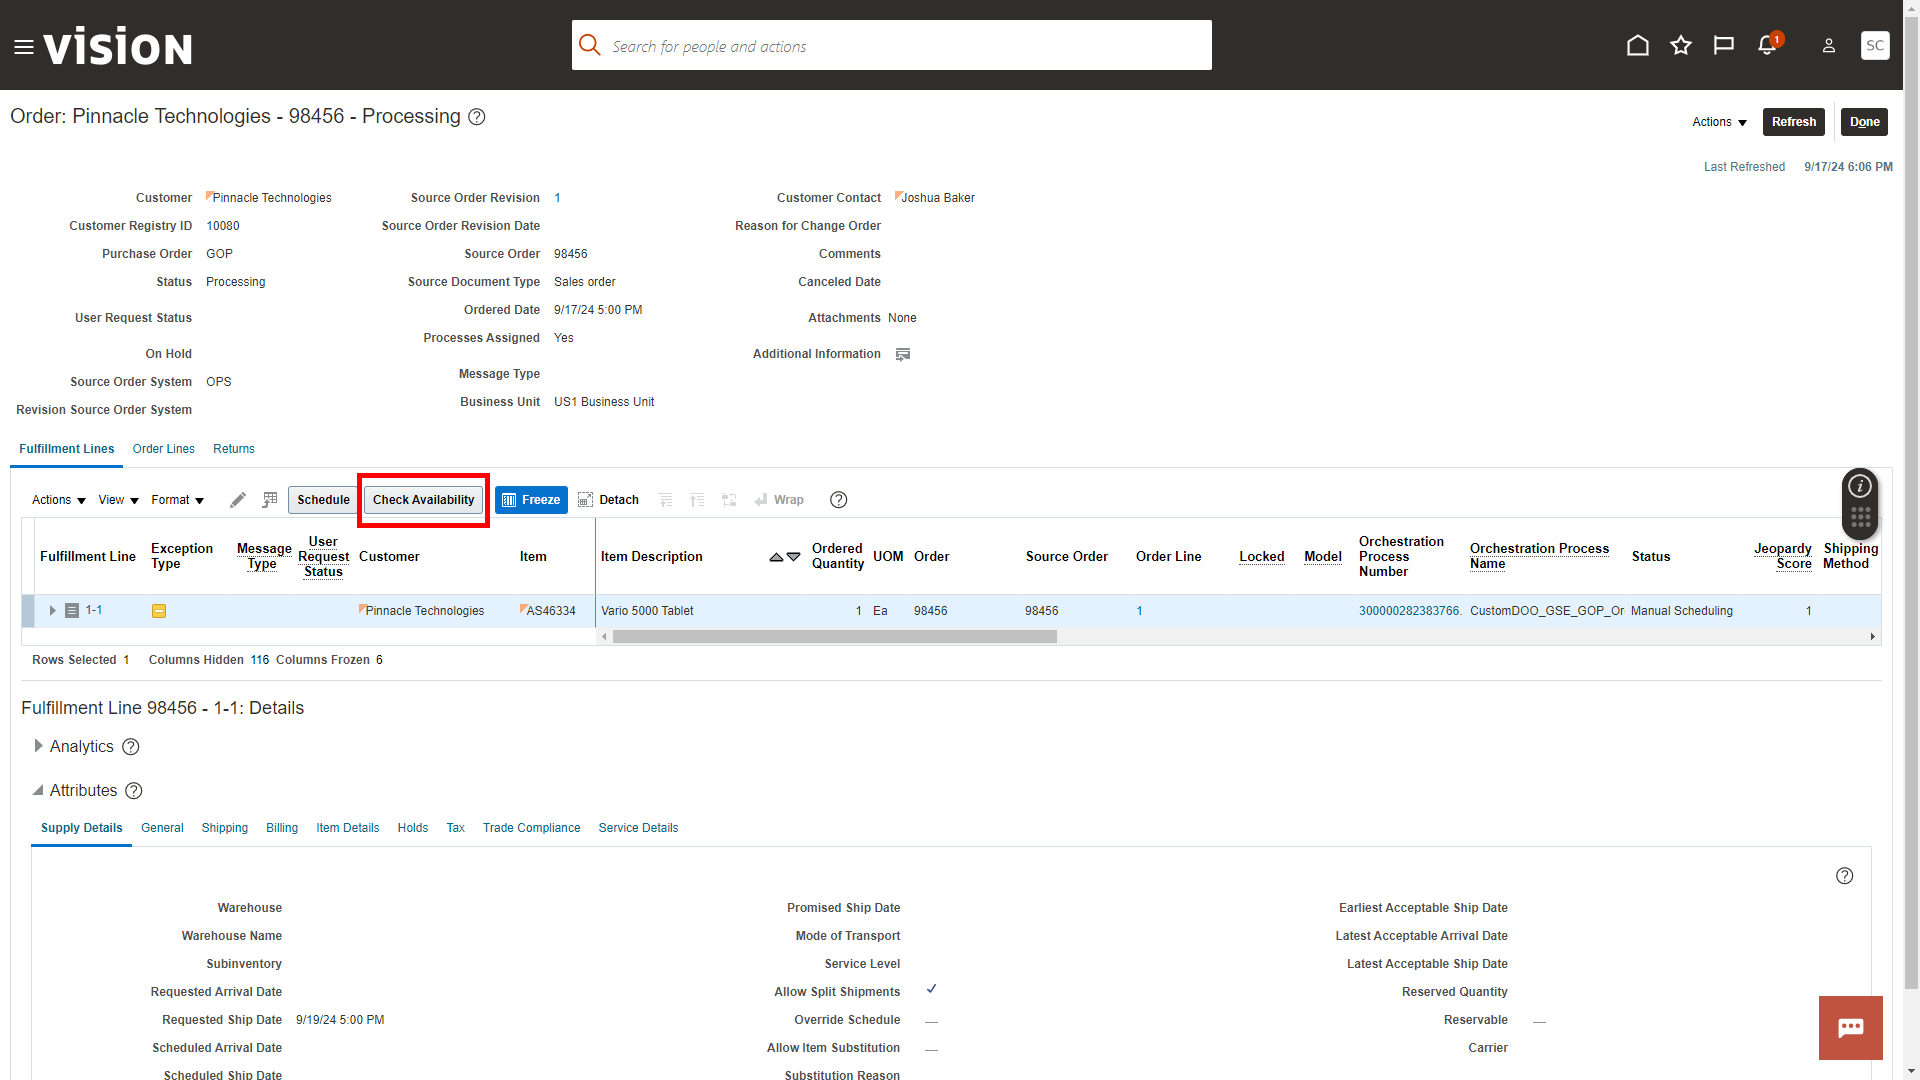 VISION
Search for people and actions
1
SC
Order: Pinnacle Technologies - 98456 - Processing
Actions Refresh Done
Last Refreshed 9/17/24 6:06 PM
Customer Pinnacle Technologies
Customer Registry ID 10080
Purchase Order GOP
Status Processing
User Request Status
On Hold
Source Order System OPS
Revision Source Order System
Source Order Revision 1
Source Order Revision Date
Source Order 98456
Source Document Type Sales order
Ordered Date 9/17/24 5:00 PM
Processes Assigned Yes
Message Type
Business Unit US1 Business Unit
Customer Contact Joshua Baker
Reason for Change Order
Comments
Canceled Date
Attachments None
Additional Information
Fulfillment Lines Order Lines Returns
Actions View Format Schedule Check Availability Freeze Detach Wrap
Fulfillment Line Exception Type Message Type User Request Status Customer Item Item Description Ordered Quantity UOM Order Source Order Order Line Locked Model Orchestration Process Number Orchestration Process Name Status Jeopardy Score Shipping Method
1-1 Pinnacle Technologies AS46334 Vario 5000 Tablet 1 Ea 98456 98456 1 300000282383766. CustomDOO_GSE_GOP_Or Manual Scheduling 1
Rows Selected 1 Columns Hidden 116 Columns Frozen 6
Fulfillment Line 98456 - 1-1: Details
Analytics
Attributes
Supply Details General Shipping Billing Item Details Holds Tax Trade Compliance Service Details
Warehouse
Warehouse Name
Subinventory
Requested Arrival Date
Requested Ship Date 9/19/24 5:00 PM
Scheduled Arrival Date
Scheduled Ship Date
Promised Ship Date
Mode of Transport
Service Level
Allow Split Shipments
Override Schedule
Allow Item Substitution
Substitution Reason
Earliest Acceptable Ship Date
Latest Acceptable Arrival Date
Latest Acceptable Ship Date
Reserved Quantity
Reservable
Carrier